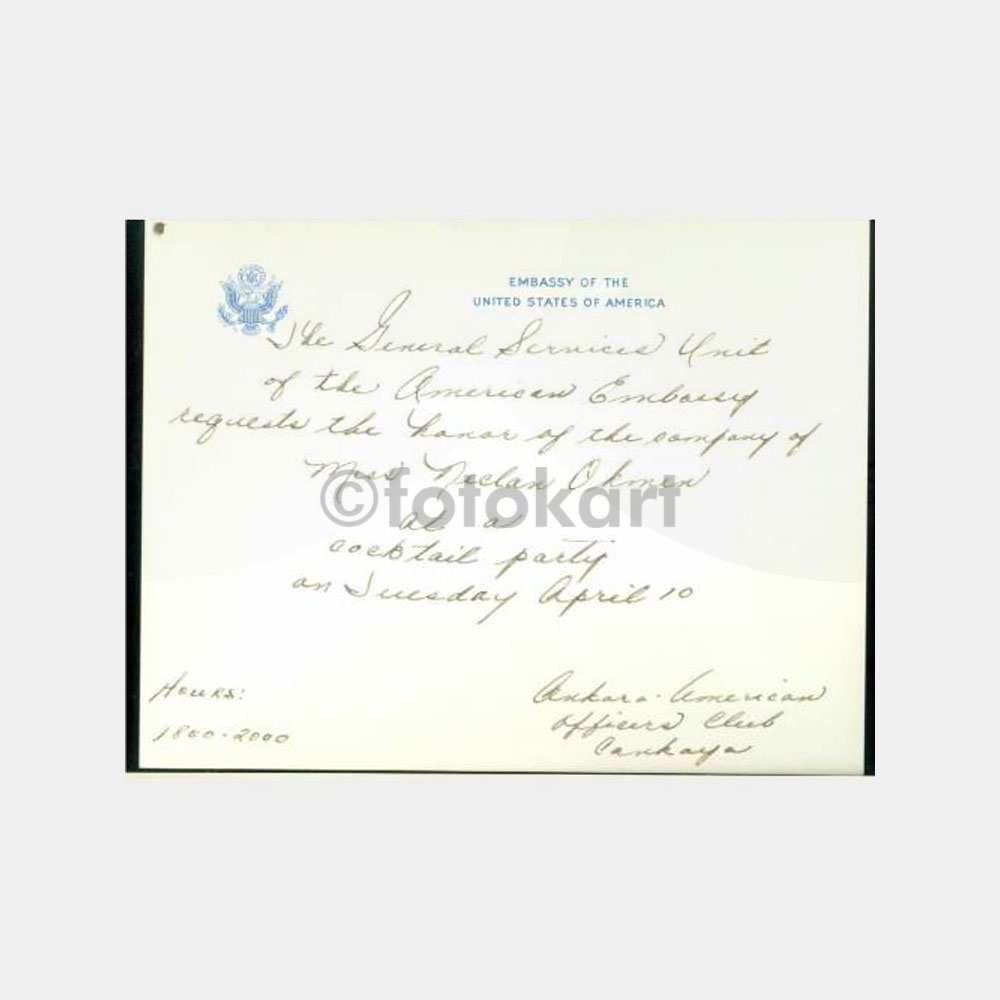 EMBASSY OF THE
UNITED STATES OF AMERICA
The General Services Unit
of the American Embassy
requests the honor of the company of
Miss Neclan Okmen
©fotokart
at a
cocktail party
on Tuesday April 10
Hours:
1800-2000
Ankara-American
Officers Club
Cankaya